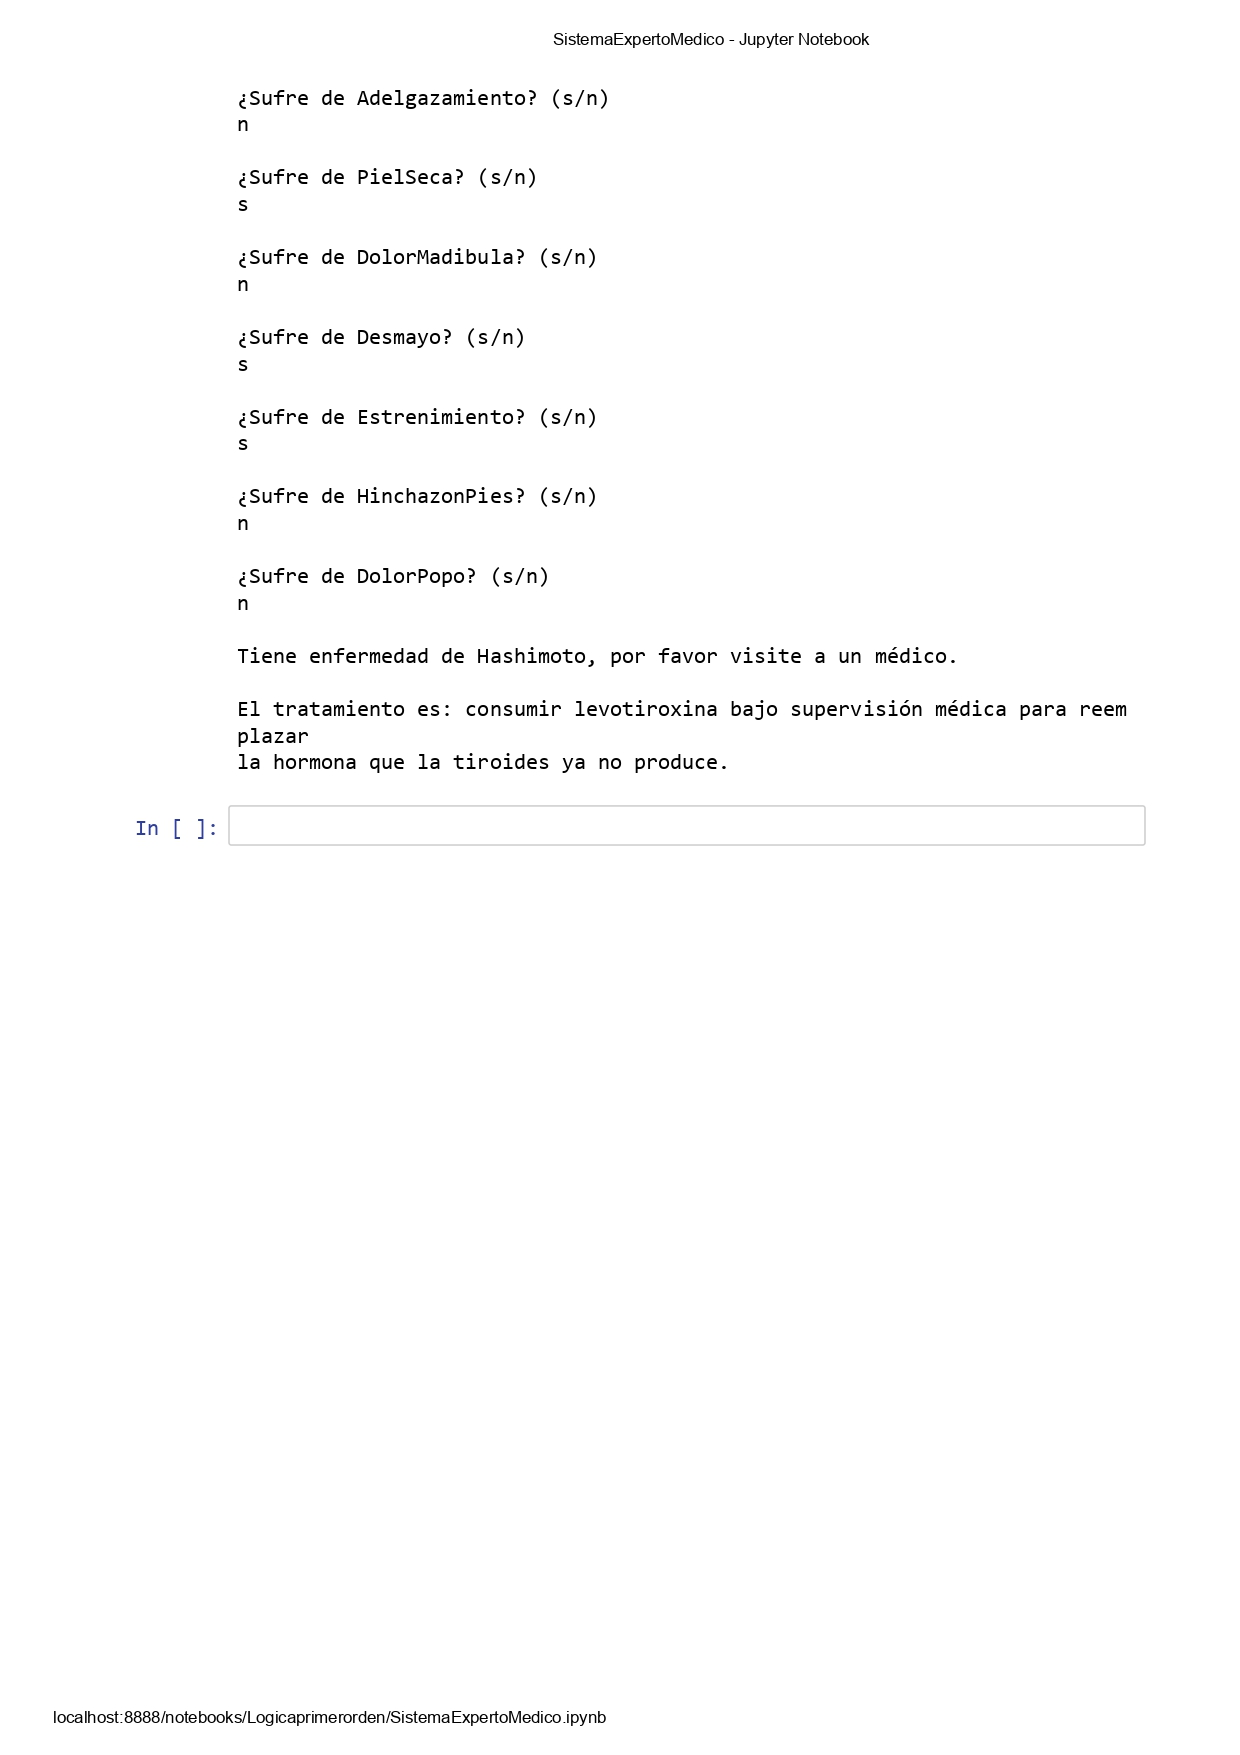 SistemaExpertoMedico - Jupyter Notebook
¿Sufre de Adelgazamiento? (s/n)
n
¿Sufre de PielSeca? (s/n)
s
¿Sufre de DolorMadibula? (s/n)
n
¿Sufre de Desmayo? (s/n)
s
¿Sufre de Estrenimiento? (s/n)
s
¿Sufre de HinchazonPies? (s/n)
n
¿Sufre de DolorPopo? (s/n)
n
Tiene enfermedad de Hashimoto, por favor visite a un médico.
El tratamiento es: consumir levotiroxina bajo supervisión médica para reem
plazar
la hormona que la tiroides ya no produce.
In [ ]:
localhost:8888/notebooks/Logicaprimerorden/SistemaExpertoMedico.ipynb